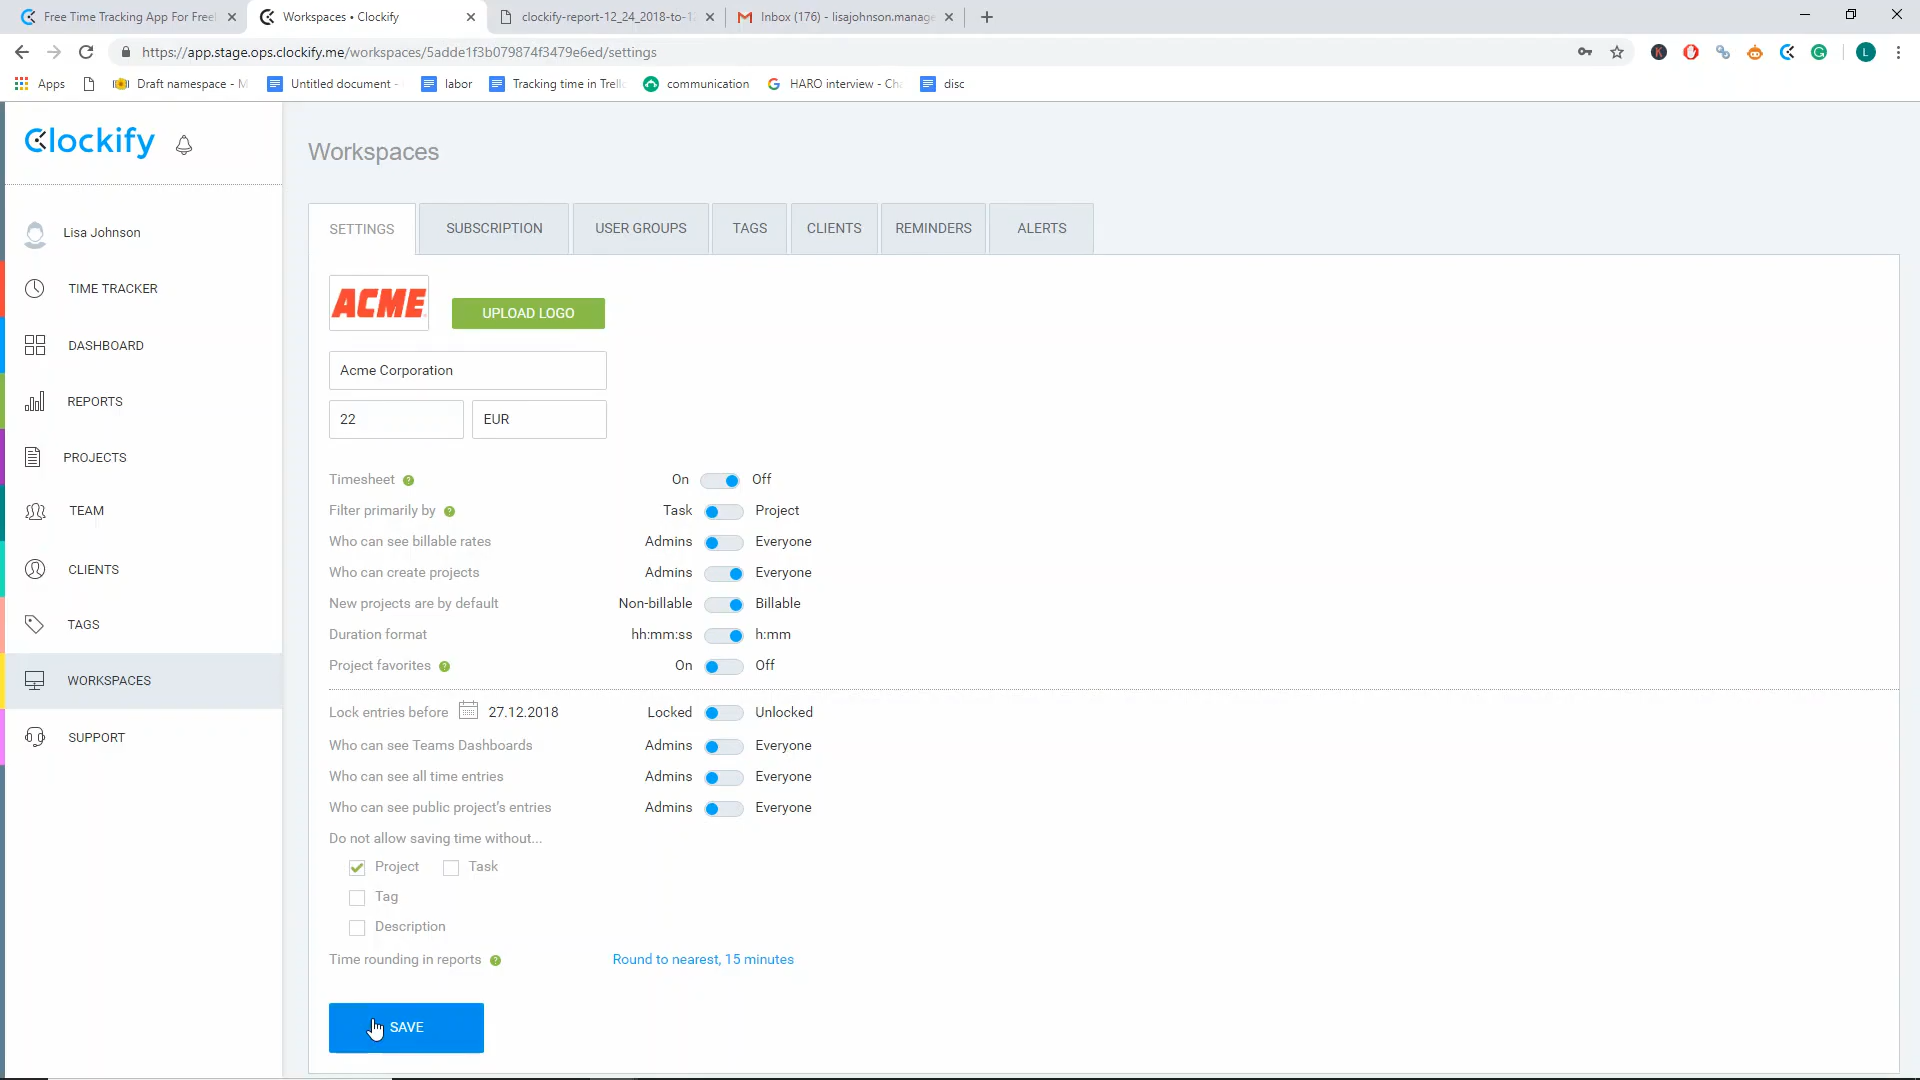 Free Time Tracking App For Freel
Workspaces • Clockify
clockify-report-12_24_2018-to-12
Inbox (176) - lisajohnson.manage
https://app.stage.ops.clockify.me/workspaces/5adde1f3b079874f3479e6ed/settings
K
L
Apps
Draft namespace - M
Untitled document -
labor
Tracking time in Trello
communication
HARO interview - Cha
disc
Clockify
Workspaces
Lisa Johnson
TIME TRACKER
DASHBOARD
REPORTS
PROJECTS
TEAM
CLIENTS
TAGS
WORKSPACES
SUPPORT
SETTINGS
SUBSCRIPTION
USER GROUPS
TAGS
CLIENTS
REMINDERS
ALERTS
ACME
UPLOAD LOGO
Acme Corporation
22
EUR
Timesheet ? On Off
Filter primarily by ? Task Project
Who can see billable rates Admins Everyone
Who can create projects Admins Everyone
New projects are by default Non-billable Billable
Duration format hh:mm:ss h:mm
Project favorites ? On Off
Lock entries before 27.12.2018 Locked Unlocked
Who can see Teams Dashboards Admins Everyone
Who can see all time entries Admins Everyone
Who can see public project's entries Admins Everyone
Do not allow saving time without...
Project Task
Tag
Description
Time rounding in reports ? Round to nearest, 15 minutes
SAVE